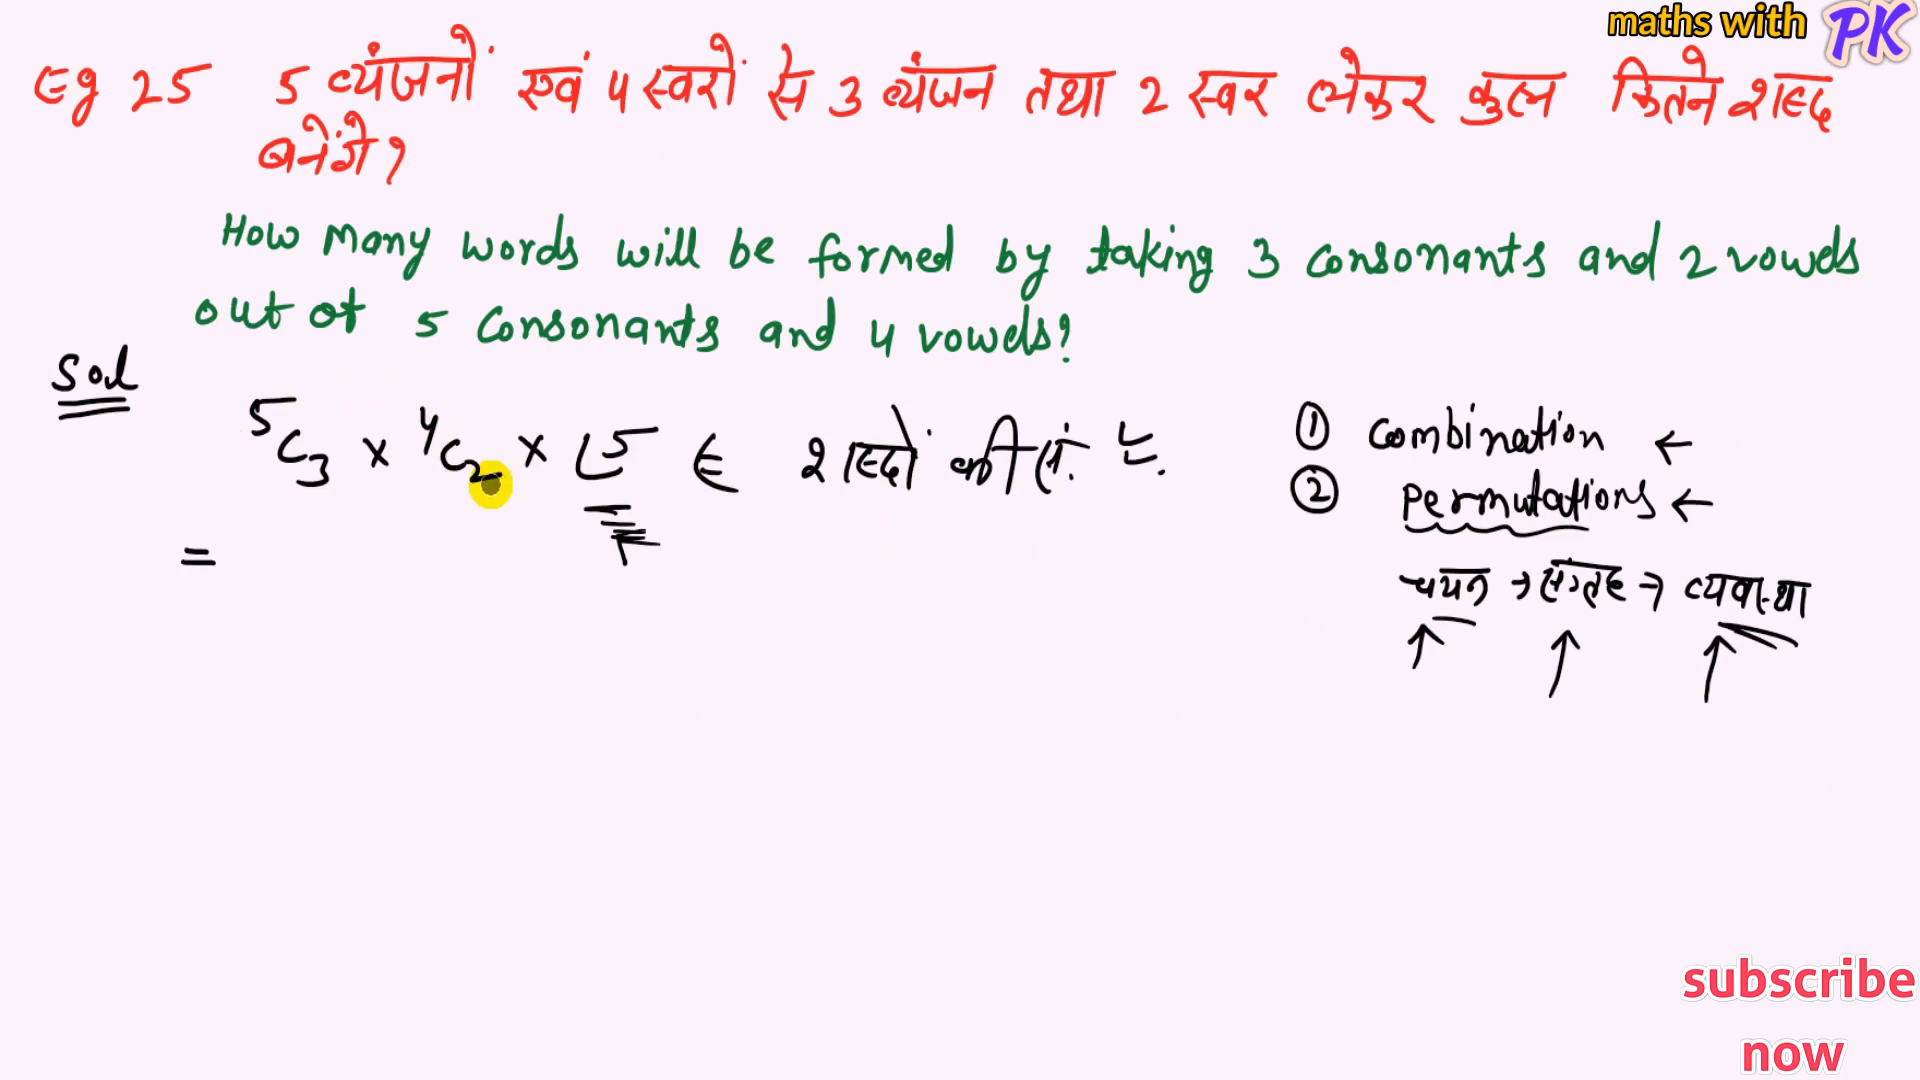 maths with PK
Eg 25 5 व्यंजनों एवं 4 स्वरों से 3 व्यंजन तथा 2 स्वर लेकर कुल कितने शब्द
बनेंगे?
How many words will be formed by taking 3 consonants and 2 vowels
out of 5 consonants and 4 vowels?
Sol
⁵C₃ × ⁴C₂ × ⌊5 ∈ शब्दों की सं.
① Combination ←
② Permutations ←
चयन → → व्यवस्था
=
subscribe
now